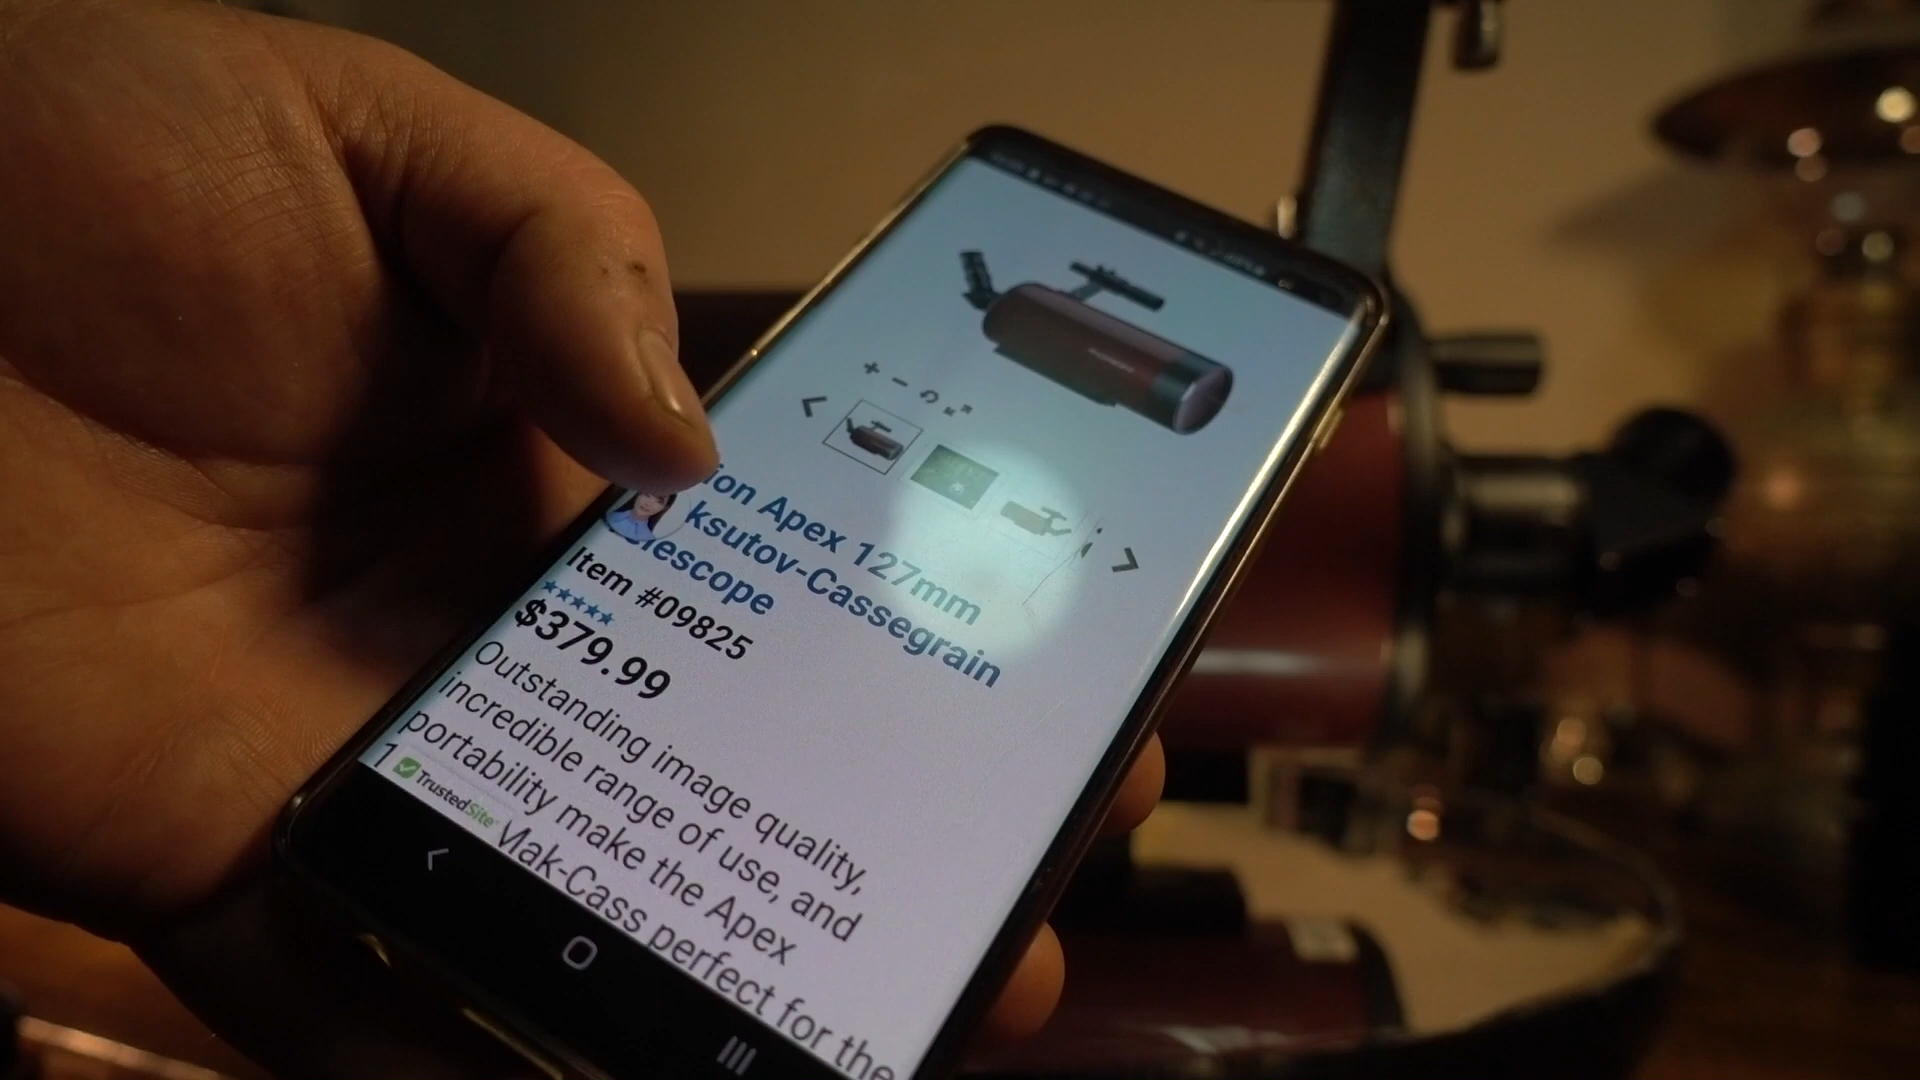 ion Apex 127mm
ksutov-Cassegrain
lescope
Item #09825
$379.99
Outstanding image quality,
incredible range of use, and
portability make the Apex
1 Mak-Cass perfect for the
TrustedSite